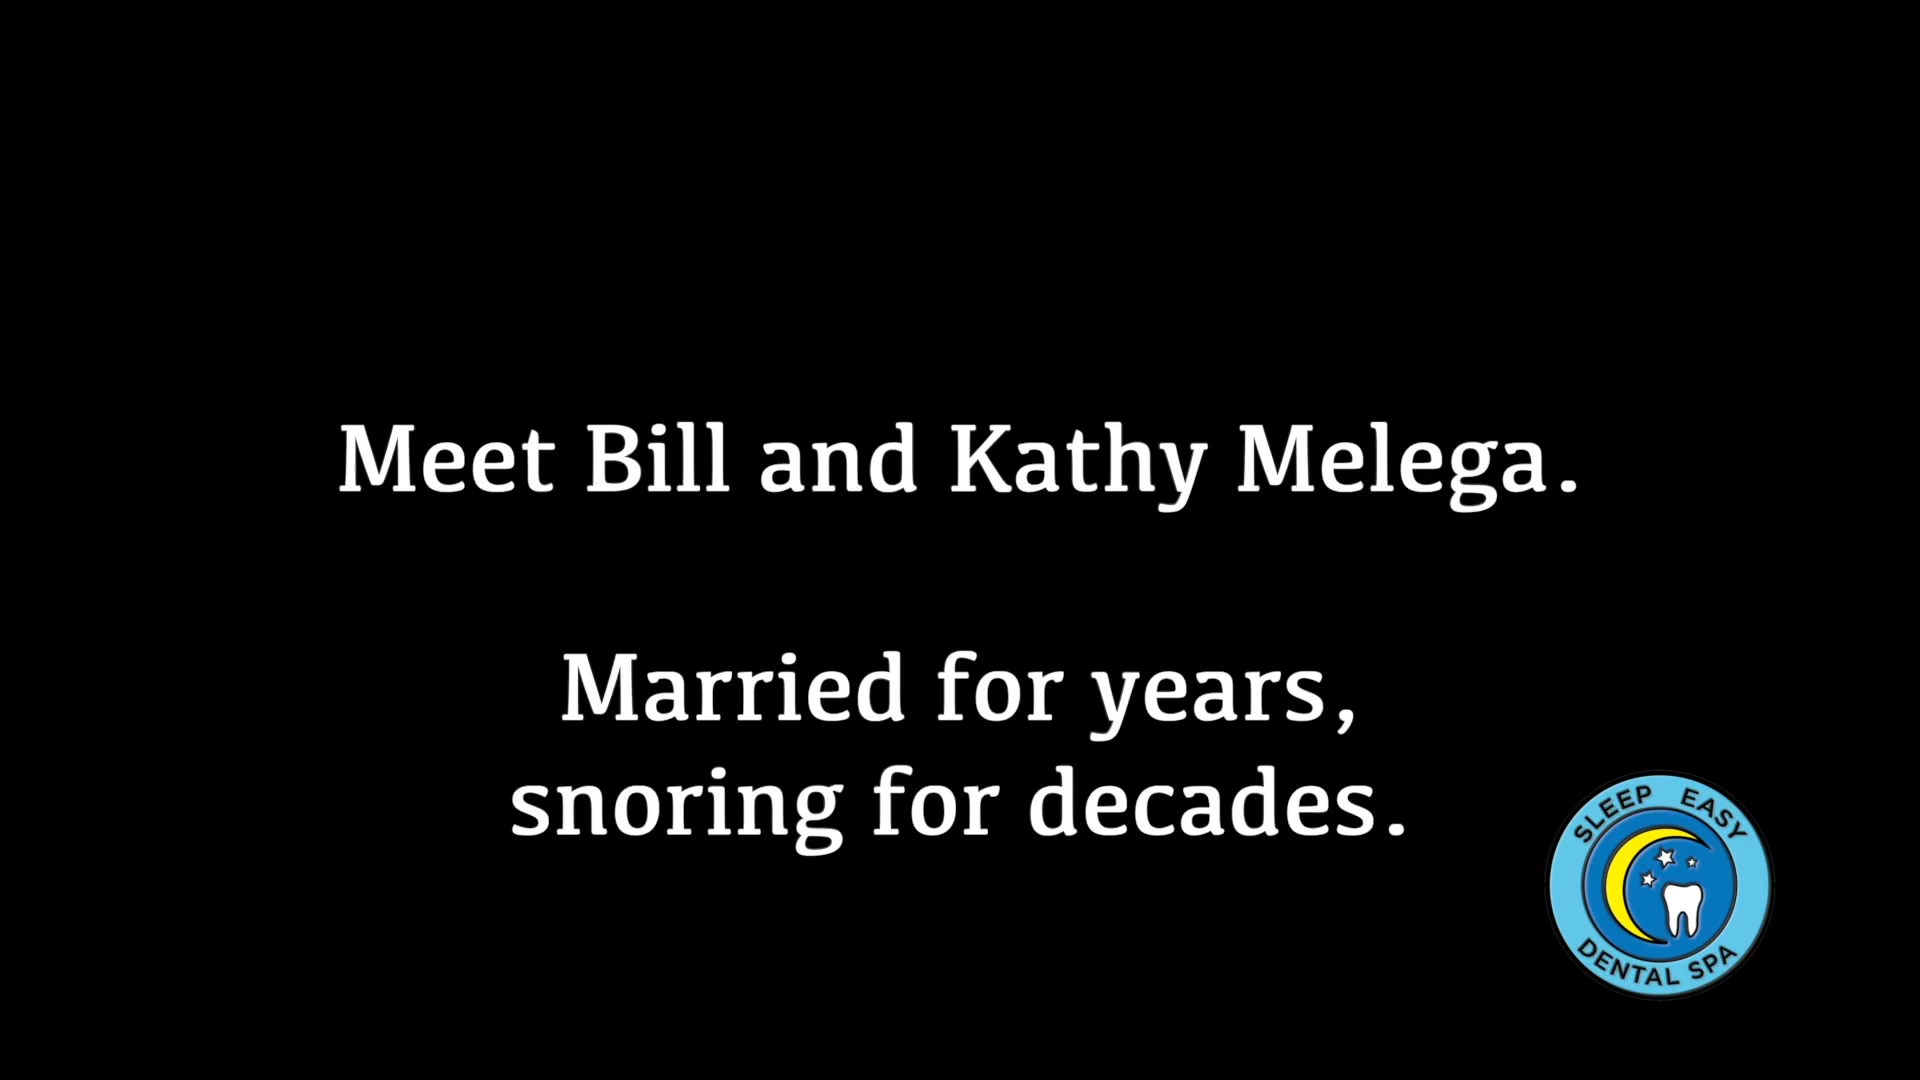 Meet Bill and Kathy Melega.
Married for years,
snoring for decades.
SLEEP EASY
DENTAL SPA